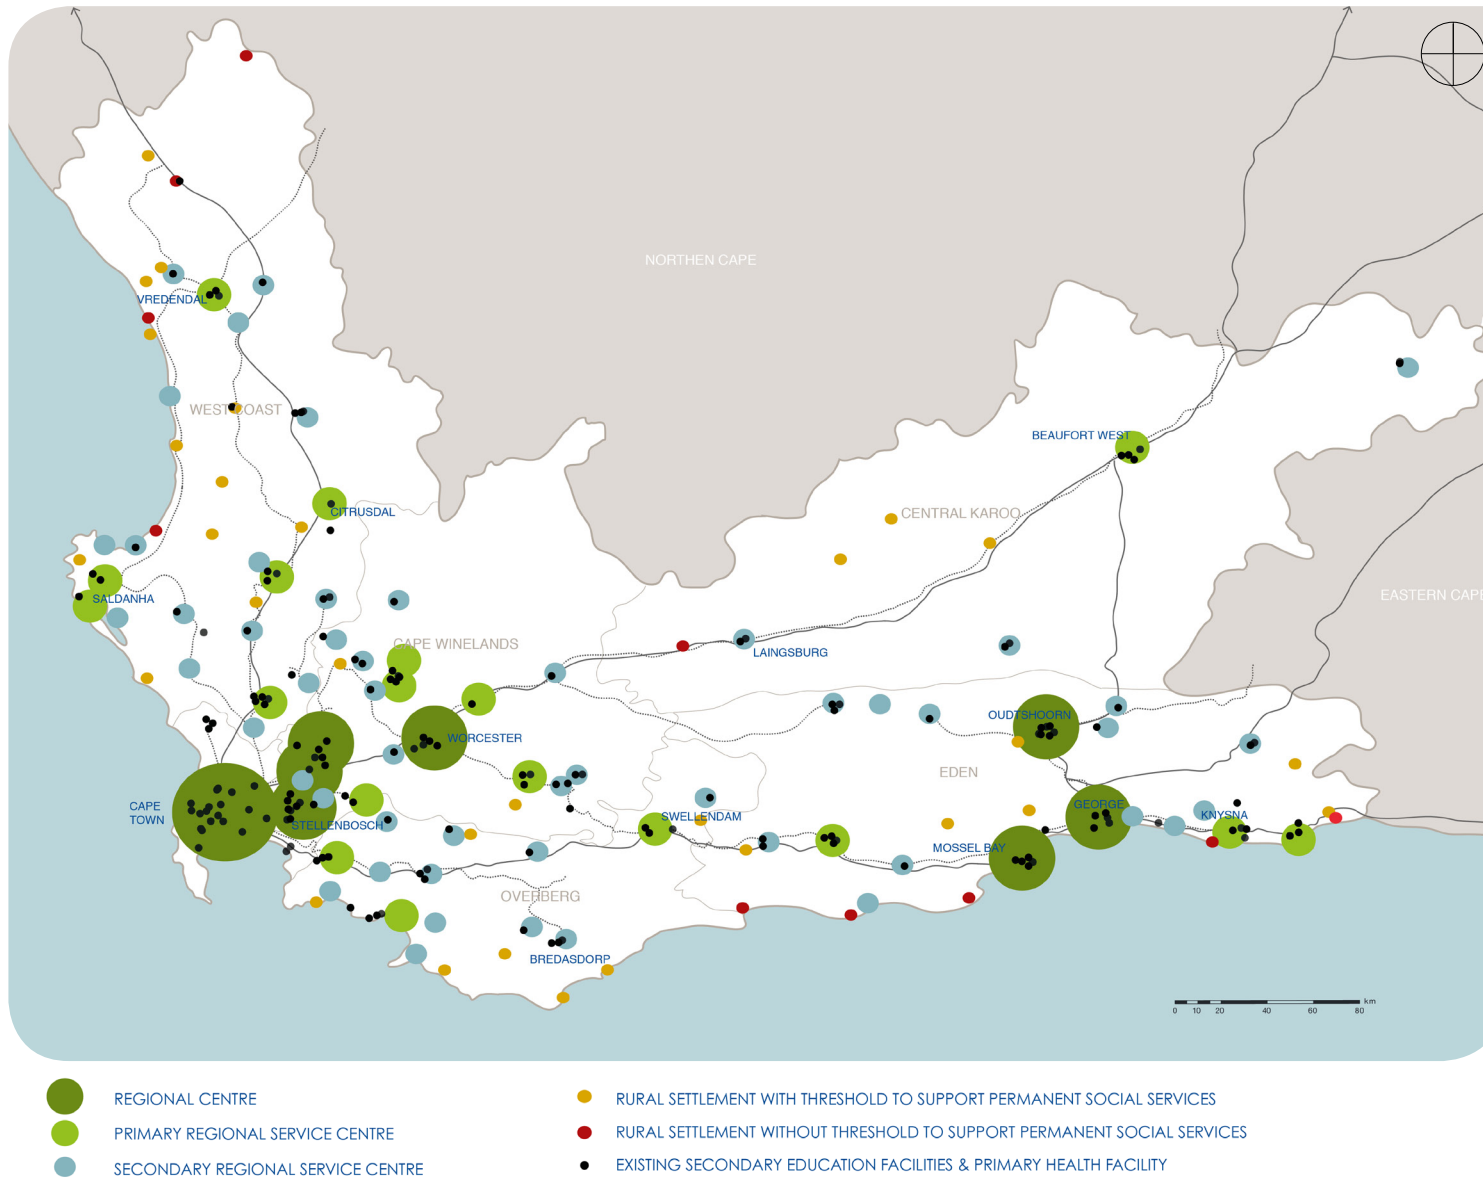 NORTHEN CAPE
VREDENDAL
WEST COAST
BEAUFORT WEST
CITRUSDAL
CENTRAL KAROO
SALDANHA
EASTERN CAPE
CAPE WINELANDS
LAINGSBURG
OUDTSHOORN
WORCESTER
EDEN
CAPE
TOWN
GEORGE
STELLENBOSCH
SWELLENDAM
KNYSNA
MOSSEL BAY
OVERBERG
BREDASDORP
km
0 10 20 40 60 80
REGIONAL CENTRE
PRIMARY REGIONAL SERVICE CENTRE
SECONDARY REGIONAL SERVICE CENTRE
RURAL SETTLEMENT WITH THRESHOLD TO SUPPORT PERMANENT SOCIAL SERVICES
RURAL SETTLEMENT WITHOUT THRESHOLD TO SUPPORT PERMANENT SOCIAL SERVICES
EXISTING SECONDARY EDUCATION FACILITIES & PRIMARY HEALTH FACILITY